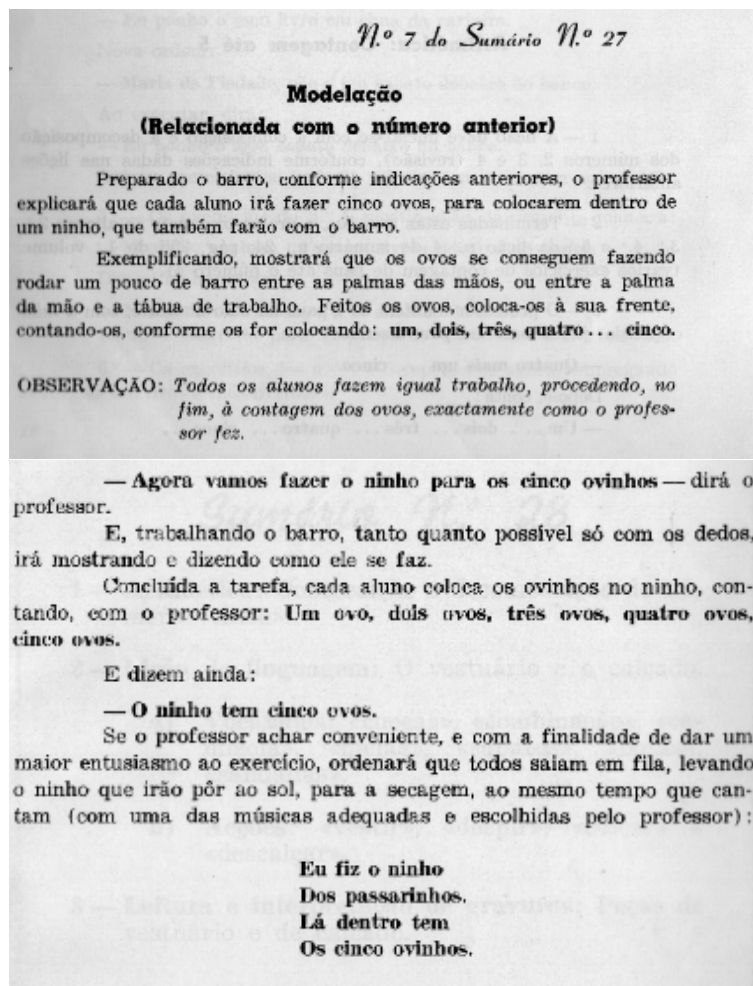 N.º 7 do Sumário N.º 27
Modelação
(Relacionada com o número anterior)
Preparado o barro, conforme indicações anteriores, o professor
explicará que cada aluno irá fazer cinco ovos, para colocarem dentro de
um ninho, que também farão com o barro.
Exemplificando, mostrará que os ovos se conseguem fazendo
rodar um pouco de barro entre as palmas das mãos, ou entre a palma
da mão e a tábua de trabalho. Feitos os ovos, coloca-os à sua frente,
contando-os, conforme os for colocando: um, dois, três, quatro... cinco.
OBSERVAÇÃO: Todos os alunos fazem igual trabalho, procedendo, no
fim, à contagem dos ovos, exactamente como o profes-
sor fez.
— Agora vamos fazer o ninho para os cinco ovinhos — dirá o
professor.
E, trabalhando o barro, tanto quanto possível só com os dedos,
irá mostrando e dizendo como ele se faz.
Concluída a tarefa, cada aluno coloca os ovinhos no ninho, con-
tando, com o professor: Um ovo, dois ovos, três ovos, quatro ovos,
cinco ovos.
E dizem ainda:
— O ninho tem cinco ovos.
Se o professor achar conveniente, e com a finalidade de dar um
maior entusiasmo ao exercício, ordenará que todos saiam em fila, levando
o ninho que irão pôr ao sol, para a secagem, ao mesmo tempo que can-
tam (com uma das músicas adequadas e escolhidas pelo professor):
Eu fiz o ninho
Dos passarinhos.
Lá dentro tem
Os cinco ovinhos.